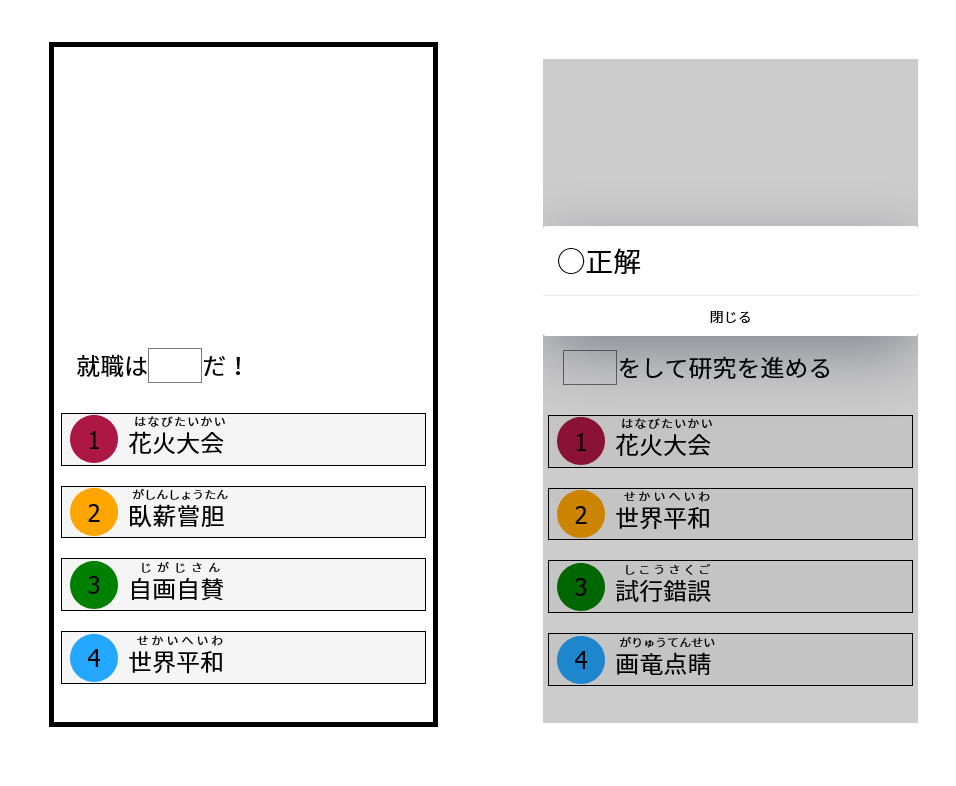 就職は だ！
はなびたいかい
1 花火大会
がしんしょうたん
2 臥薪嘗胆
じがじさん
3 自画自賛
せかいへいわ
4 世界平和
○正解
閉じる
をして研究を進める
はなびたいかい
1 花火大会
せかいへいわ
2 世界平和
しこうさくご
3 試行錯誤
がりゅうてんせい
4 画竜点睛